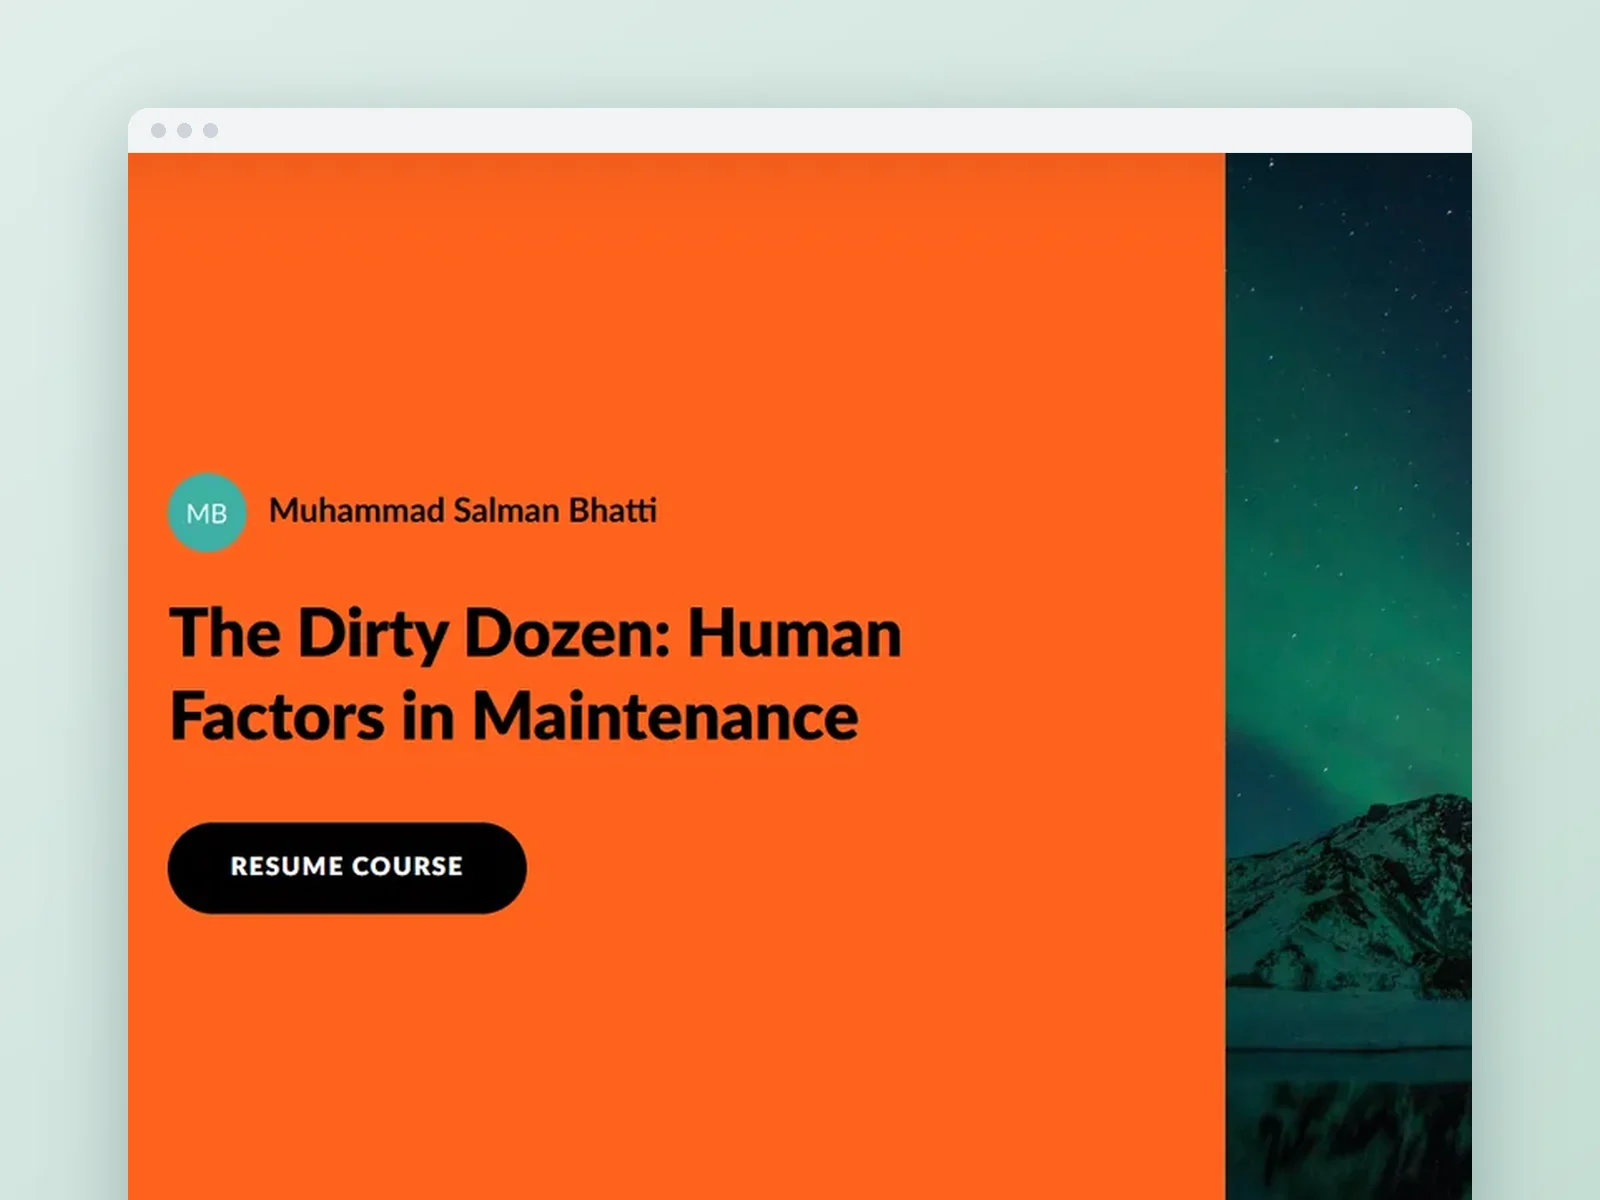 MB
Muhammad Salman Bhatti
The Dirty Dozen: Human
Factors in Maintenance
RESUME COURSE